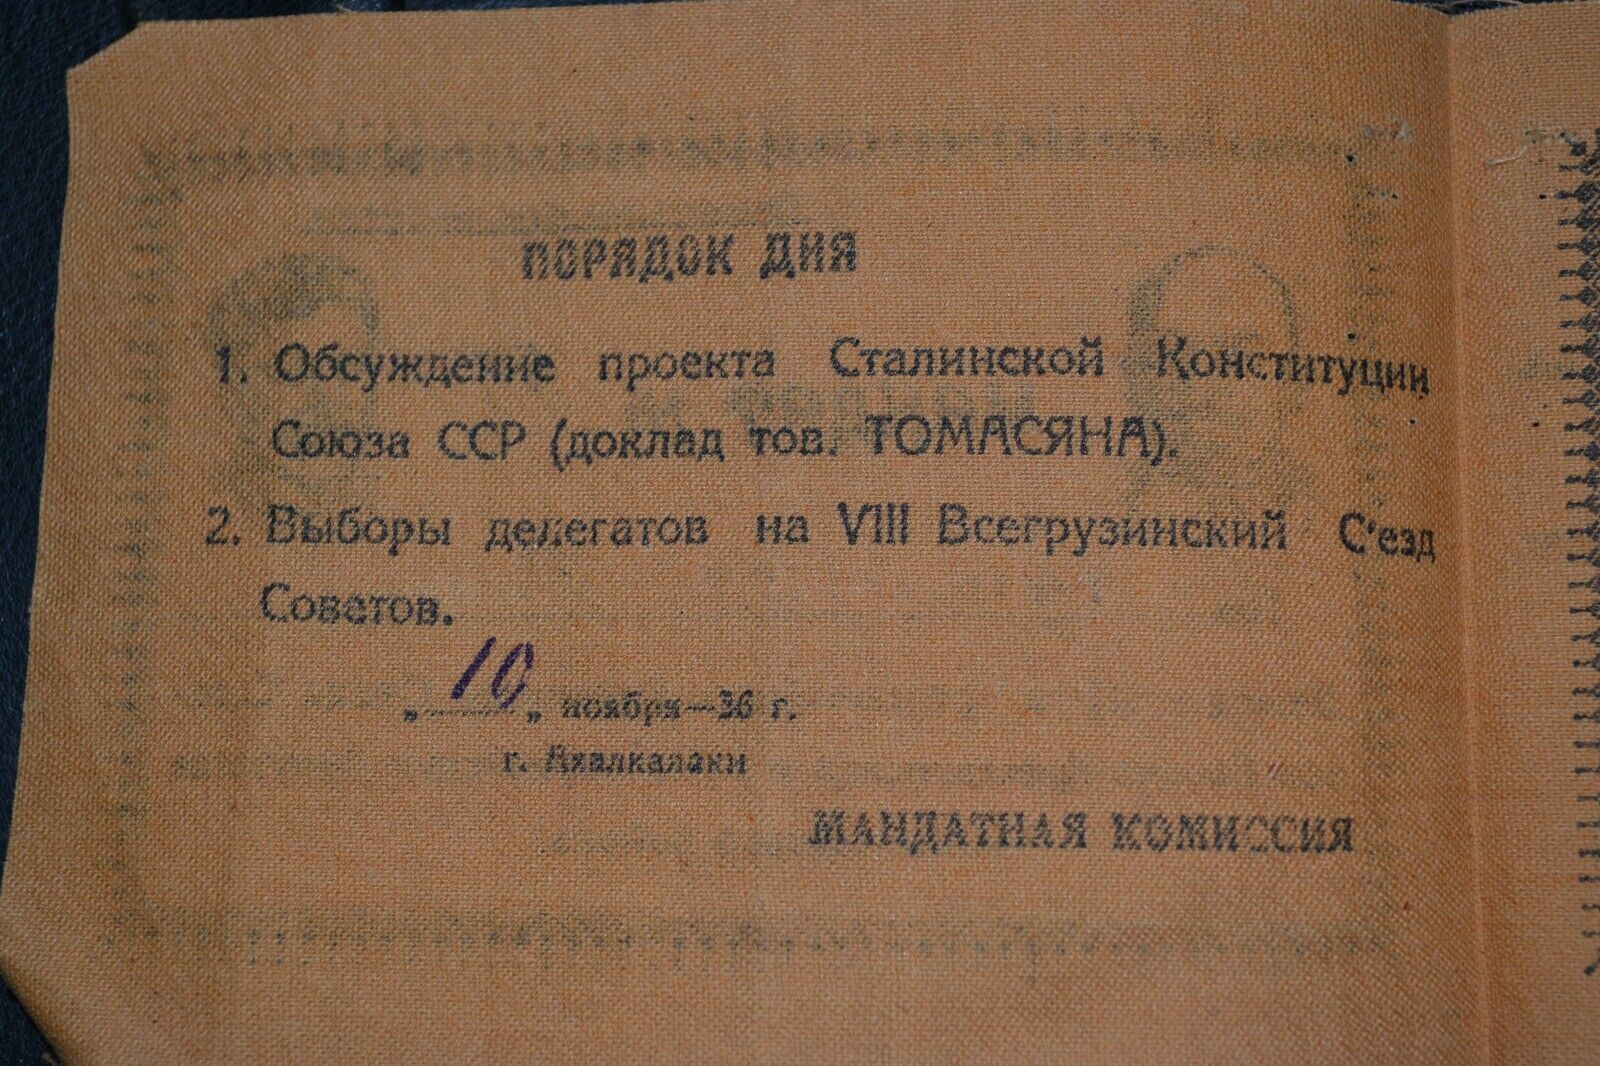 ПОРЯДОК ДНЯ
1. Обсуждение проекта Сталинской Конституции
Союза ССР (доклад тов. ТОМАСЯНА).
2. Выборы делегатов на VIII Всегрузинский С'езд
Советов.
„10„ ноября—36 г.
г. Ахалкалаки
МАНДАТНАЯ КОМИССИЯ